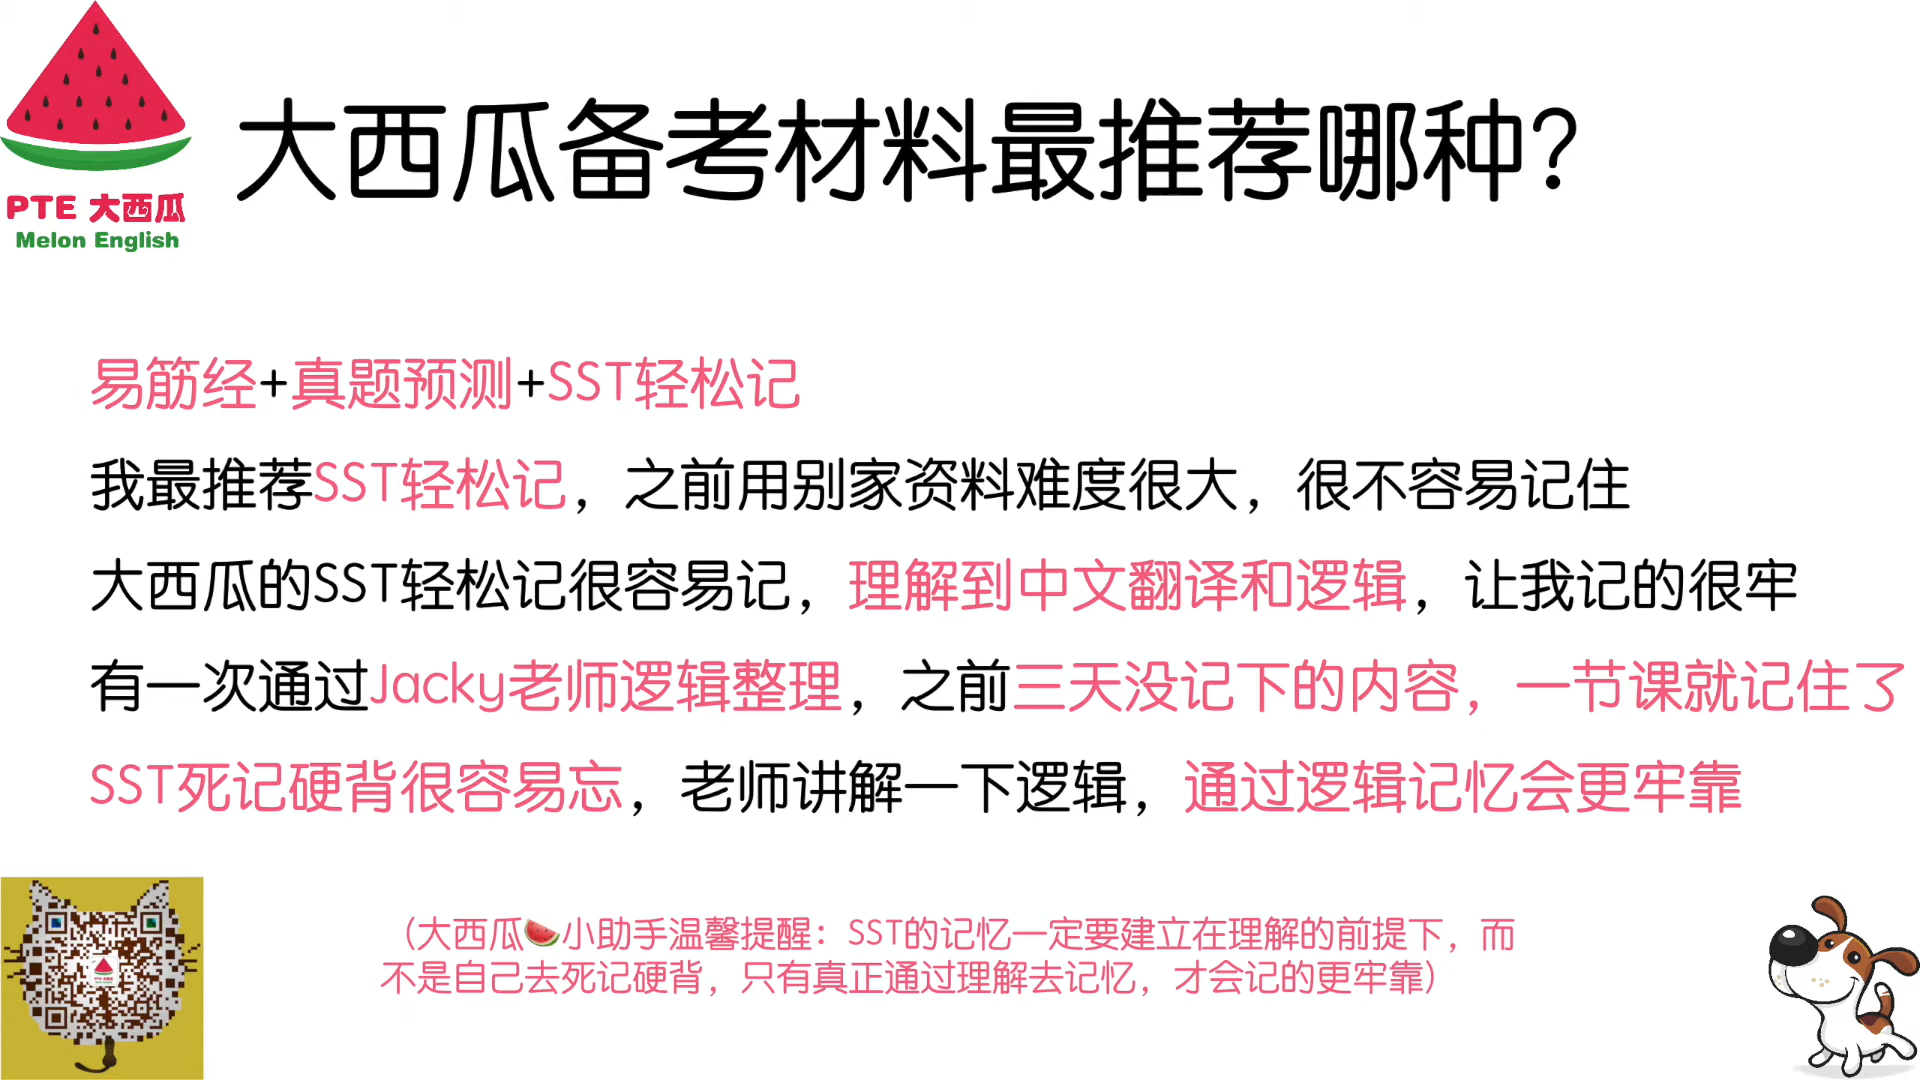 PTE 大西瓜
Melon English
大西瓜备考材料最推荐哪种？
易筋经+真题预测+SST轻松记
我最推荐SST轻松记，之前用别家资料难度很大，很不容易记住
大西瓜的SST轻松记很容易记，理解到中文翻译和逻辑，让我记的很牢
有一次通过Jacky老师逻辑整理，之前三天没记下的内容，一节课就记住了
SST死记硬背很容易忘，老师讲解一下逻辑，通过逻辑记忆会更牢靠
（大西瓜🍉小助手温馨提醒：SST的记忆一定要建立在理解的前提下，而
不是自己去死记硬背，只有真正通过理解去记忆，才会记的更牢靠）